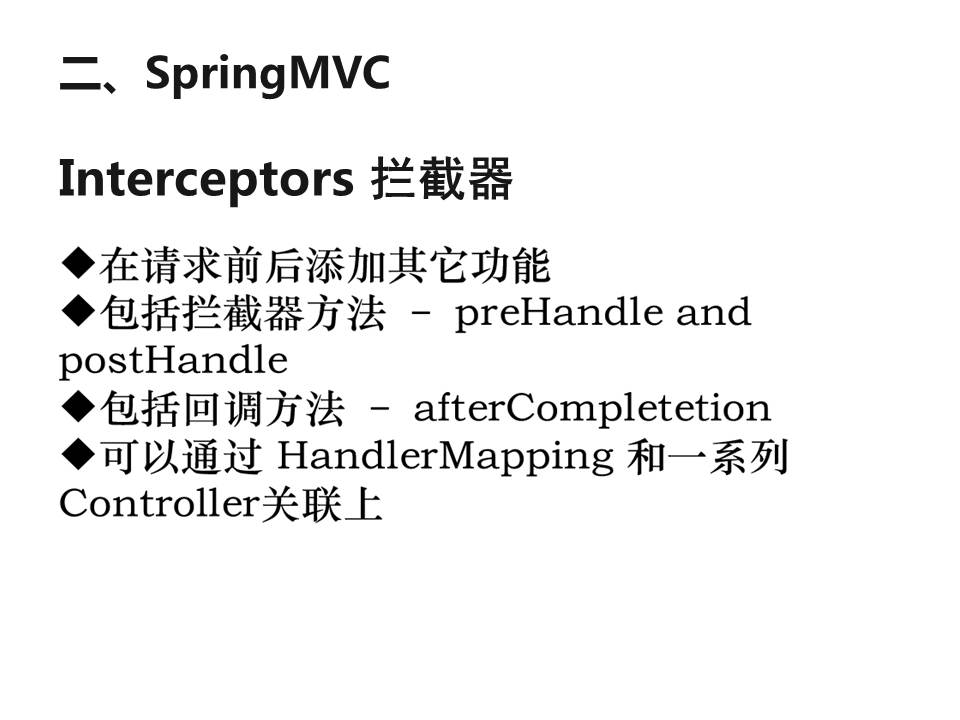 二、SpringMVC
Interceptors 拦截器
◆在请求前后添加其它功能
◆包括拦截器方法 – preHandle and
postHandle
◆包括回调方法 – afterCompletetion
◆可以通过 HandlerMapping 和一系列
Controller关联上